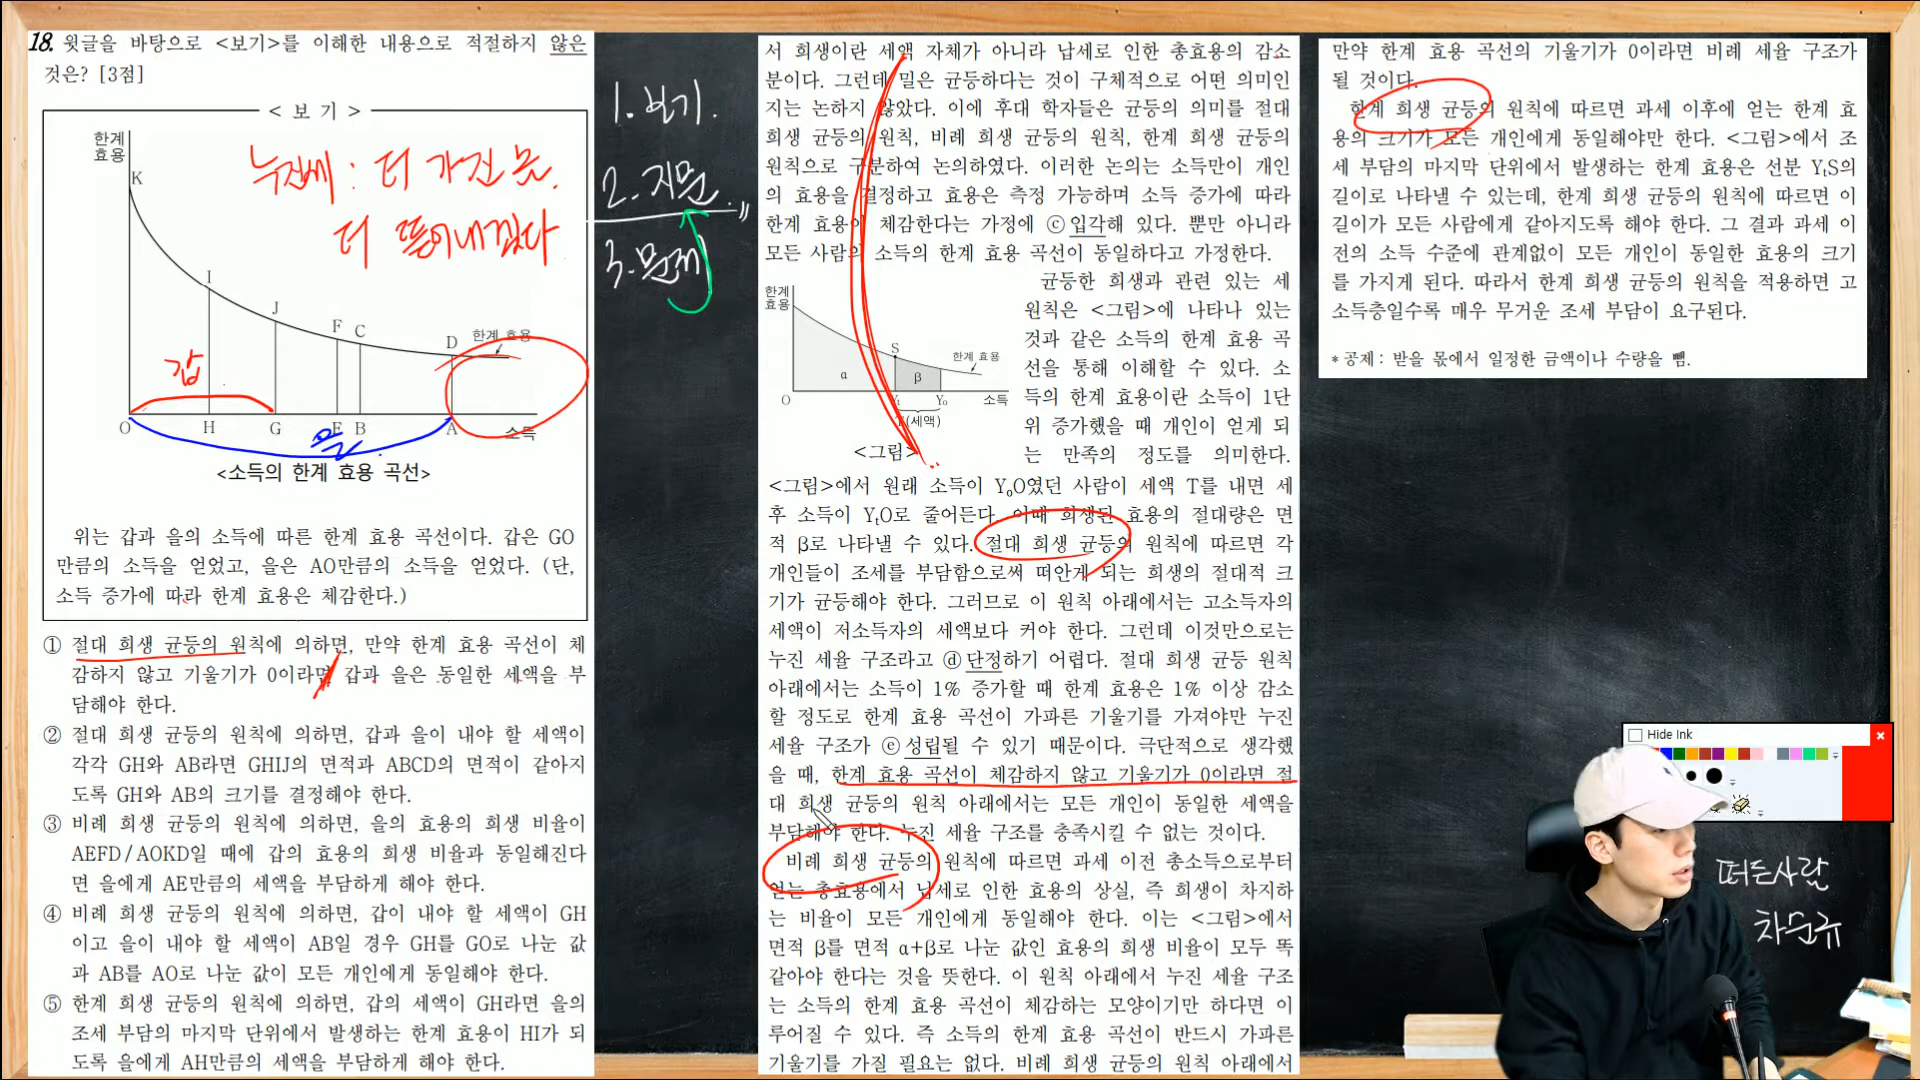 18. 윗글을 바탕으로 <보기>를 이해한 내용으로 적절하지 않은
것은? [3점]
< 보 기 >
한계
효용
K
I
J
F
C
D
한계 효용
O
H
G
E
B
A
소득
<소득의 한계 효용 곡선>
누진세 : 더 가진 놈.
더 뜯어내겠다
갑
을
위는 갑과 을의 소득에 따른 한계 효용 곡선이다. 갑은 GO
만큼의 소득을 얻었고, 을은 AO만큼의 소득을 얻었다. (단,
소득 증가에 따라 한계 효용은 체감한다.)
① 절대 희생 균등의 원칙에 의하면, 만약 한계 효용 곡선이 체
감하지 않고 기울기가 0이라면 갑과 을은 동일한 세액을 부
담해야 한다.
② 절대 희생 균등의 원칙에 의하면, 갑과 을이 내야 할 세액이
각각 GH와 AB라면 GHIJ의 면적과 ABCD의 면적이 같아지
도록 GH와 AB의 크기를 결정해야 한다.
③ 비례 희생 균등의 원칙에 의하면, 을의 효용의 희생 비율이
AEFD/AOKD일 때에 갑의 효용의 희생 비율과 동일해진다
면 을에게 AE만큼의 세액을 부담하게 해야 한다.
④ 비례 희생 균등의 원칙에 의하면, 갑이 내야 할 세액이 GH
이고 을이 내야 할 세액이 AB일 경우 GH를 GO로 나눈 값
과 AB를 AO로 나눈 값이 모든 개인에게 동일해야 한다.
⑤ 한계 희생 균등의 원칙에 의하면, 갑의 세액이 GH라면 을의
조세 부담의 마지막 단위에서 발생하는 한계 효용이 HI가 되
도록 을에게 AH만큼의 세액을 부담하게 해야 한다.
1. 보기.
2. 지문.
3. 문제
서 희생이란 세액 자체가 아니라 납세로 인한 총효용의 감소
분이다. 그런데 밀은 균등하다는 것이 구체적으로 어떤 의미인
지는 논하지 않았다. 이에 후대 학자들은 균등의 의미를 절대
희생 균등의 원칙, 비례 희생 균등의 원칙, 한계 희생 균등의
원칙으로 구분하여 논의하였다. 이러한 논의는 소득만이 개인
의 효용을 결정하고 효용은 측정 가능하며 소득 증가에 따라
한계 효용이 체감한다는 가정에 ⓒ입각해 있다. 뿐만 아니라
모든 사람의 소득의 한계 효용 곡선이 동일하다고 가정한다.
균등한 희생과 관련 있는 세
원칙은 <그림>에 나타나 있는
것과 같은 소득의 한계 효용 곡
선을 통해 이해할 수 있다. 소
득의 한계 효용이란 소득이 1단
위 증가했을 때 개인이 얻게 되
는 만족의 정도를 의미한다.
한계
효용
S
한계 효용
α
β
O
Yt
Y0
소득
(세액)
<그림>
<그림>에서 원래 소득이 Y0O였던 사람이 세액 T를 내면 세
후 소득이 YtO로 줄어든다. 이때 희생된 효용의 절대량은 면
적 β로 나타낼 수 있다. 절대 희생 균등의 원칙에 따르면 각
개인들이 조세를 부담함으로써 떠안게 되는 희생의 절대적 크
기가 균등해야 한다. 그러므로 이 원칙 아래에서는 고소득자의
세액이 저소득자의 세액보다 커야 한다. 그런데 이것만으로는
누진 세율 구조라고 ⓓ단정하기 어렵다. 절대 희생 균등 원칙
아래에서는 소득이 1% 증가할 때 한계 효용은 1% 이상 감소
할 정도로 한계 효용 곡선이 가파른 기울기를 가져야만 누진
세율 구조가 ⓔ성립될 수 있기 때문이다. 극단적으로 생각했
을 때, 한계 효용 곡선이 체감하지 않고 기울기가 0이라면 절
대 희생 균등의 원칙 아래에서는 모든 개인이 동일한 세액을
부담해야 한다. 누진 세율 구조를 충족시킬 수 없는 것이다.
비례 희생 균등의 원칙에 따르면 과세 이전 총소득으로부터
얻는 총효용에서 납세로 인한 효용의 상실, 즉 희생이 차지하
는 비율이 모든 개인에게 동일해야 한다. 이는 <그림>에서
면적 β를 면적 α+β로 나눈 값인 효용의 희생 비율이 모두 똑
같아야 한다는 것을 뜻한다. 이 원칙 아래에서 누진 세율 구조
는 소득의 한계 효용 곡선이 체감하는 모양이기만 하다면 이
루어질 수 있다. 즉 소득의 한계 효용 곡선이 반드시 가파른
기울기를 가질 필요는 없다. 비례 희생 균등의 원칙 아래에서
만약 한계 효용 곡선의 기울기가 0이라면 비례 세율 구조가
될 것이다.
한계 희생 균등의 원칙에 따르면 과세 이후에 얻는 한계 효
용의 크기가 모든 개인에게 동일해야만 한다. <그림>에서 조
세 부담의 마지막 단위에서 발생하는 한계 효용은 선분 YtS의
길이로 나타낼 수 있는데, 한계 희생 균등의 원칙에 따르면 이
길이가 모든 사람에게 같아지도록 해야 한다. 그 결과 과세 이
전의 소득 수준에 관계없이 모든 개인이 동일한 효용의 크기
를 가지게 된다. 따라서 한계 희생 균등의 원칙을 적용하면 고
소득층일수록 매우 무거운 조세 부담이 요구된다.
* 공제 : 받을 몫에서 일정한 금액이나 수량을 뺌.
Hide Ink
떠든사람
차은규